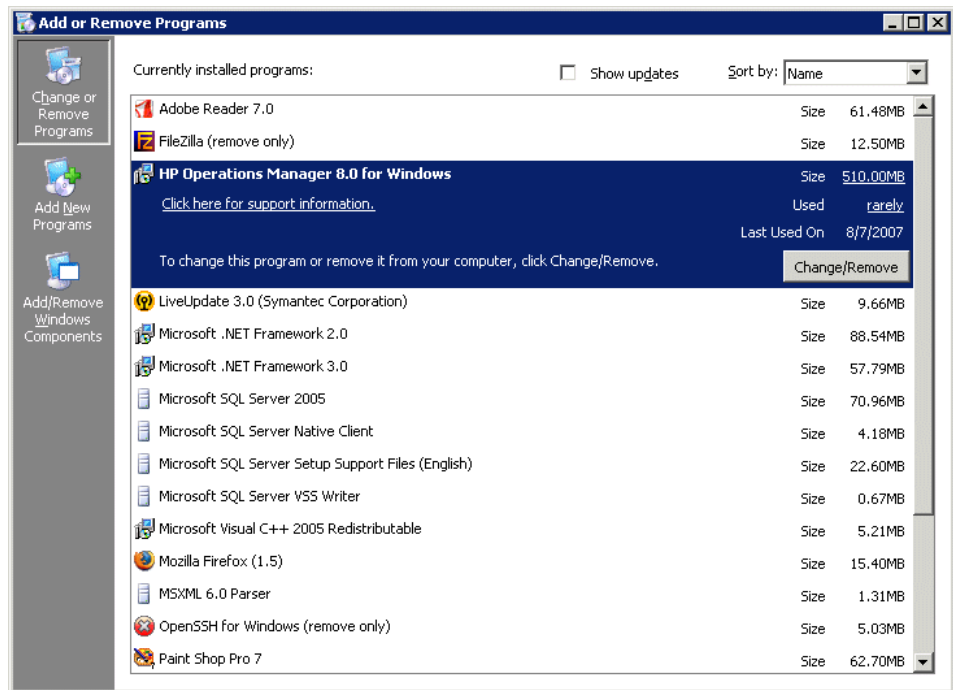 Add or Remove Programs
Change or
Remove
Programs
Add New
Programs
Add/Remove
Windows
Components
Currently installed programs:
Show updates
Sort by: Name
Adobe Reader 7.0 Size 61.48MB
FileZilla (remove only) Size 12.50MB
HP Operations Manager 8.0 for Windows Size 510.00MB
Click here for support information. Used rarely
Last Used On 8/7/2007
To change this program or remove it from your computer, click Change/Remove. Change/Remove
LiveUpdate 3.0 (Symantec Corporation) Size 9.66MB
Microsoft .NET Framework 2.0 Size 88.54MB
Microsoft .NET Framework 3.0 Size 57.79MB
Microsoft SQL Server 2005 Size 70.96MB
Microsoft SQL Server Native Client Size 4.18MB
Microsoft SQL Server Setup Support Files (English) Size 22.60MB
Microsoft SQL Server VSS Writer Size 0.67MB
Microsoft Visual C++ 2005 Redistributable Size 5.21MB
Mozilla Firefox (1.5) Size 15.40MB
MSXML 6.0 Parser Size 1.31MB
OpenSSH for Windows (remove only) Size 5.03MB
Paint Shop Pro 7 Size 62.70MB